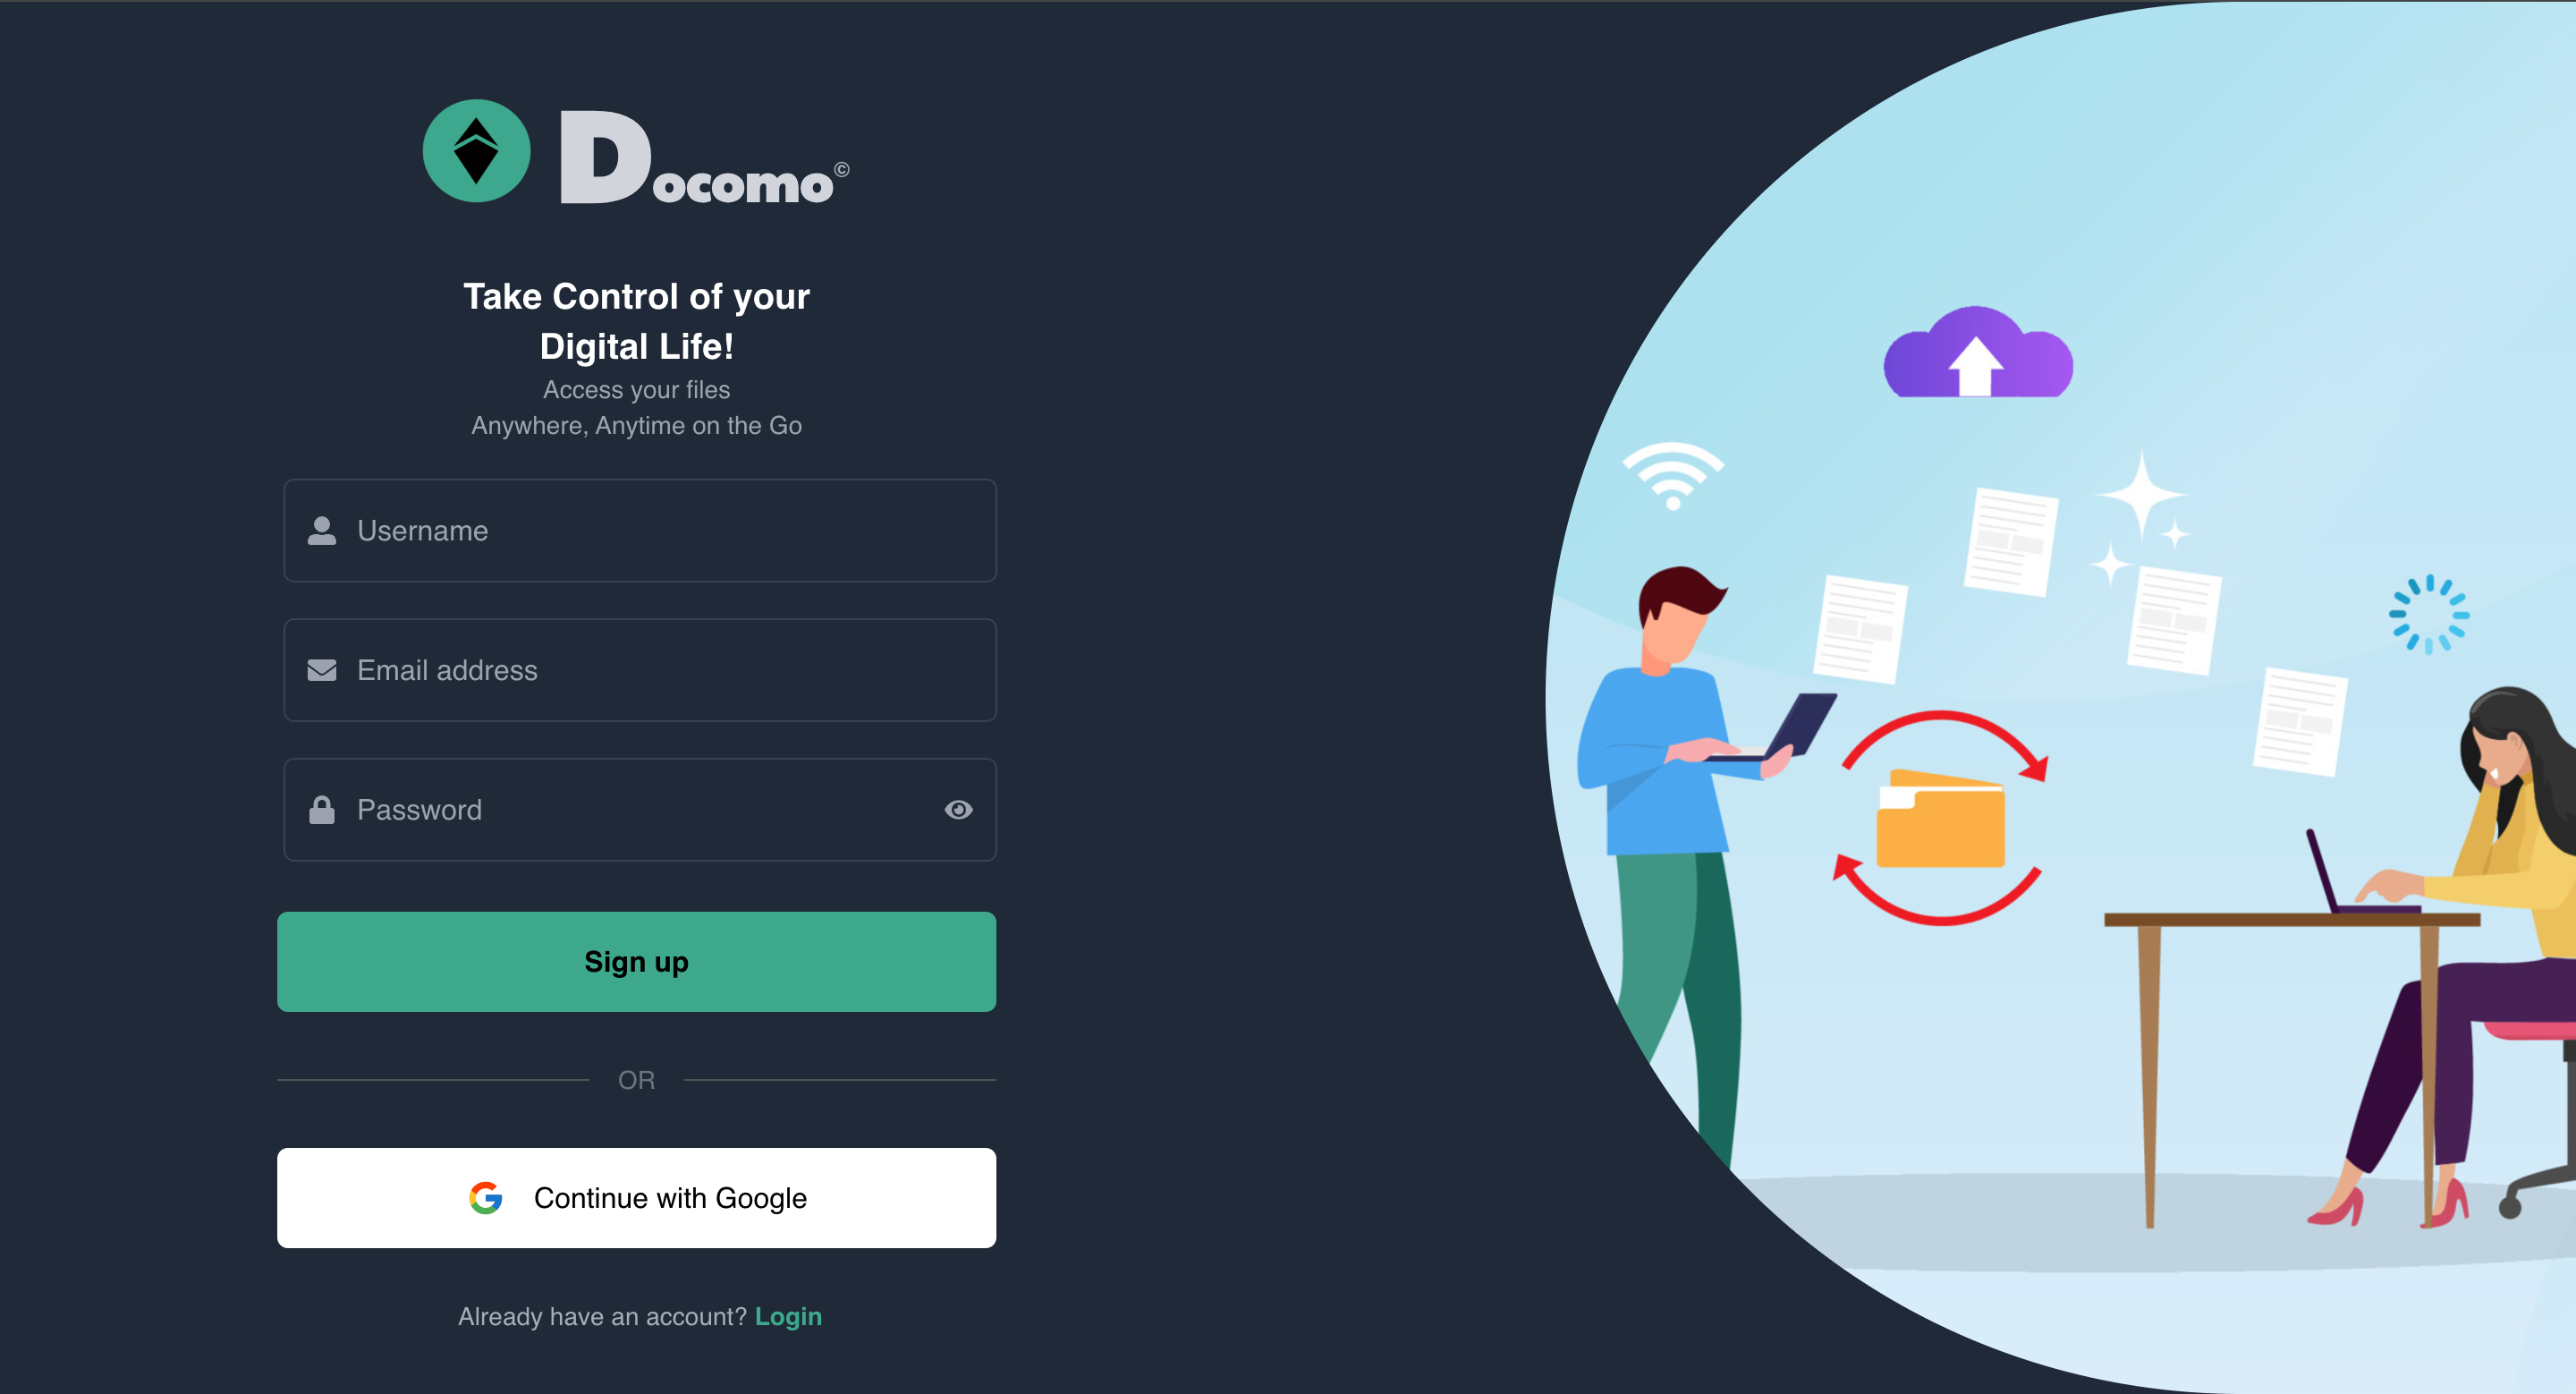 Docomo©
Take Control of your
Digital Life!
Access your files
Anywhere, Anytime on the Go
Username
Email address
Password
Sign up
OR
Continue with Google
Already have an account? Login